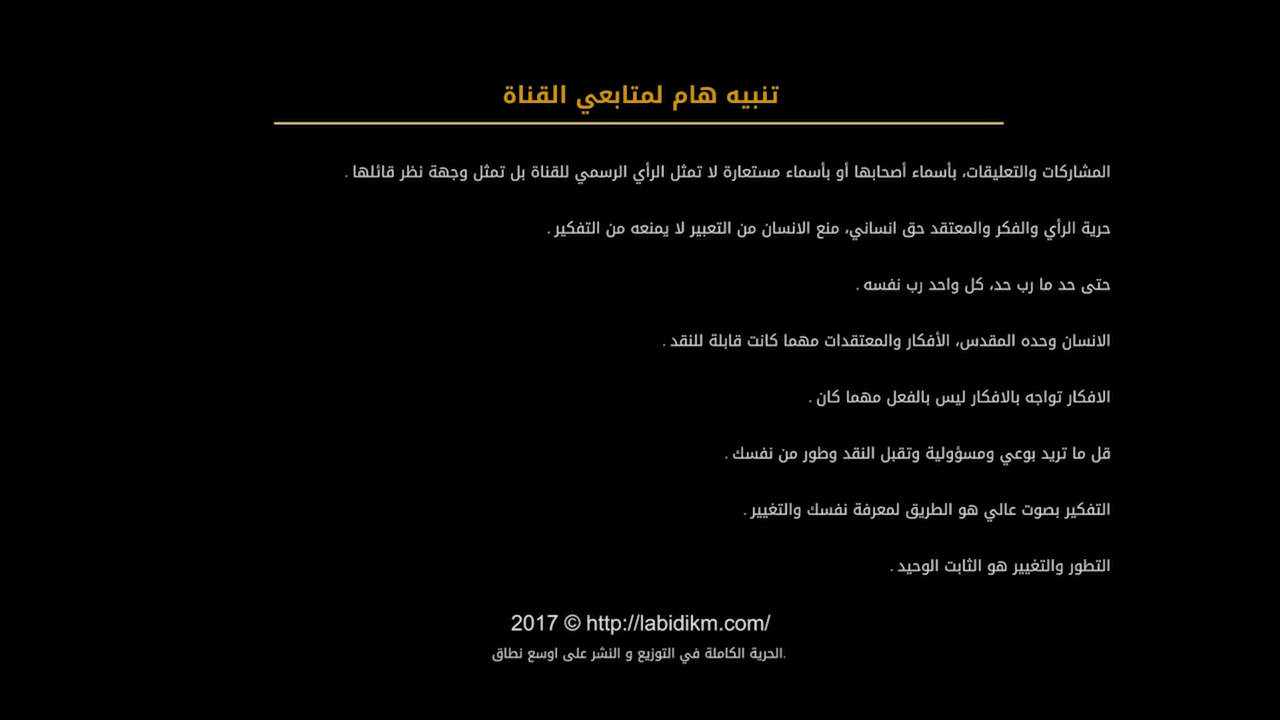 تنبيه هام لمتابعي القناة
المشاركات والتعليقات، بأسماء أصحابها أو بأسماء مستعارة لا تمثل الرأي الرسمي للقناة بل تمثل وجهة نظر قائلها .
حرية الرأي والفكر والمعتقد حق انساني، منع الانسان من التعبير لا يمنعه من التفكير .
حتى حد ما رب حد، كل واحد رب نفسه .
الانسان وحده المقدس، الأفكار والمعتقدات مهما كانت قابلة للنقد .
الافكار تواجه بالافكار ليس بالفعل مهما كان .
قل ما تريد بوعي ومسؤولية وتقبل النقد وطور من نفسك .
التفكير بصوت عالي هو الطريق لمعرفة نفسك والتغيير .
التطور والتغيير هو الثابت الوحيد .
2017 © http://labidikm.com/
.الحرية الكاملة في التوزيع و النشر على اوسع نطاق